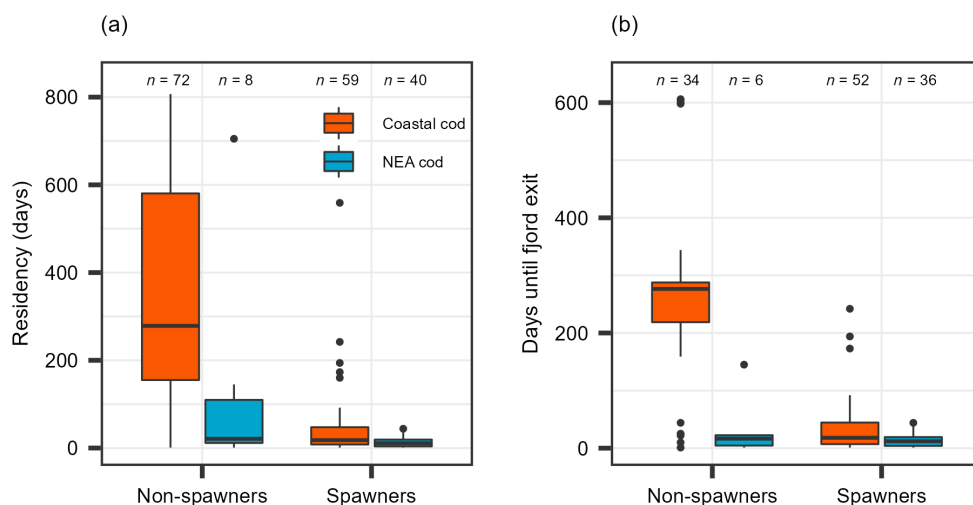 (a)
n = 72 n = 8 n = 59 n = 40
Coastal cod
NEA cod
Residency (days)
800
600
400
200
0
Non-spawners Spawners
(b)
n = 34 n = 6 n = 52 n = 36
Days until fjord exit
600
400
200
0
Non-spawners Spawners